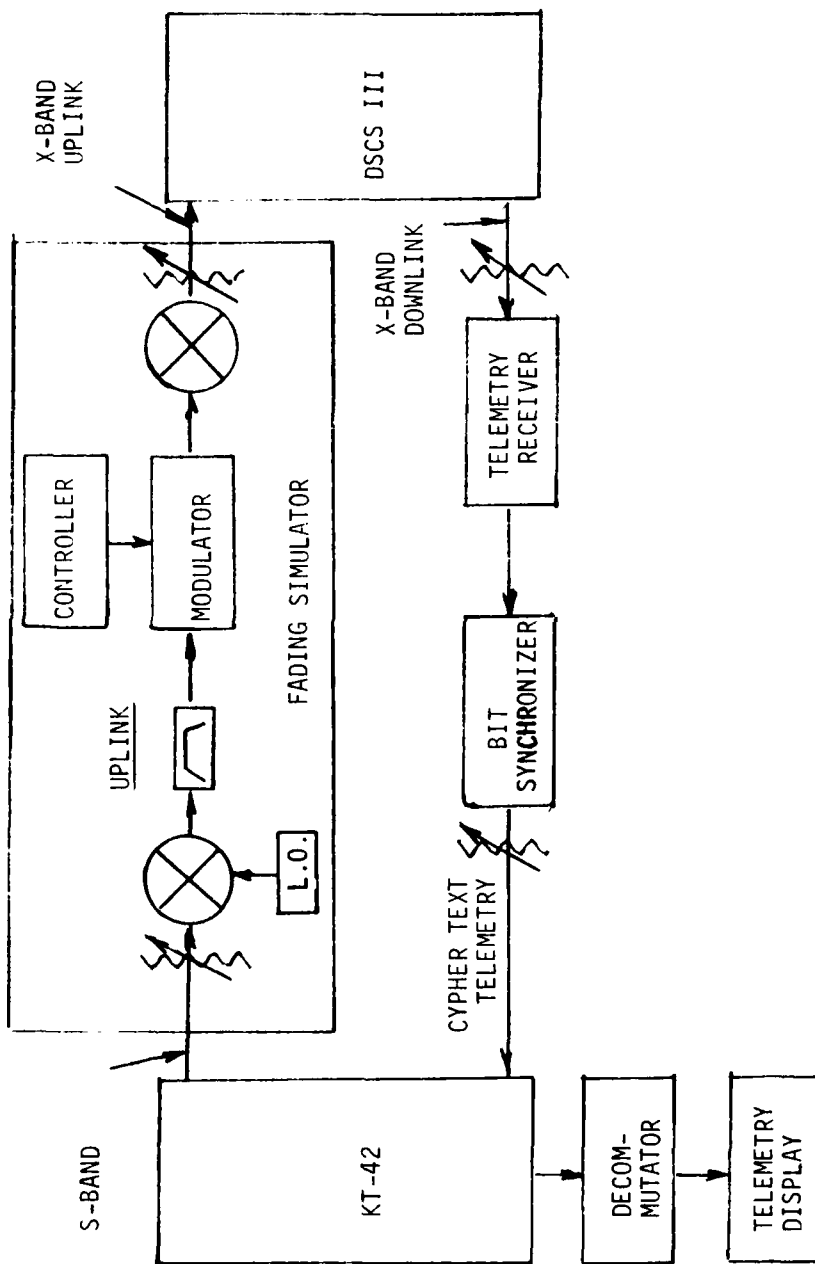 S-BAND
UPLINK
X-BAND
UPLINK
CONTROLLER
MODULATOR
L.O.
FADING SIMULATOR
KT-42
DSCS III
X-BAND
DOWNLINK
CYPHER TEXT
TELEMETRY
BIT
SYNCHRONIZER
TELEMETRY
RECEIVER
DECOM-
MUTATOR
TELEMETRY
DISPLAY